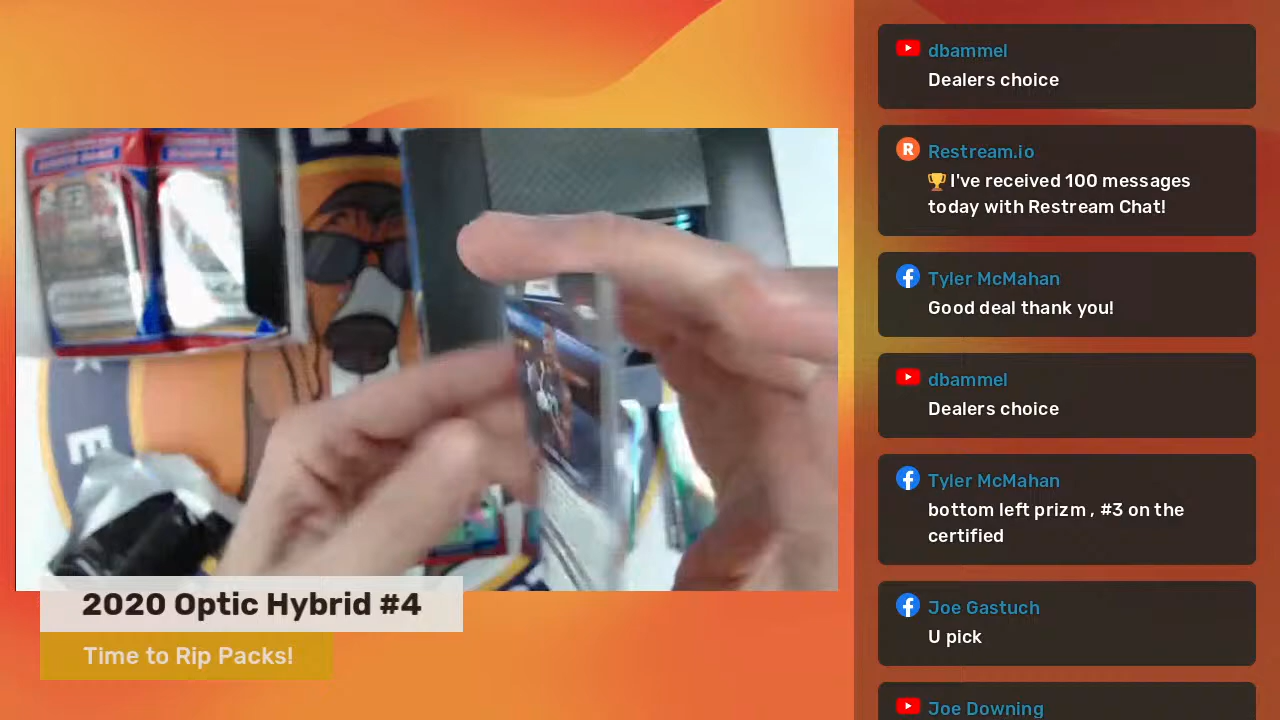 dbammel
Dealers choice
Restream.io
🏆I've received 100 messages
today with Restream Chat!
Tyler McMahan
Good deal thank you!
dbammel
Dealers choice
Tyler McMahan
bottom left prizm , #3 on the
certified
Joe Gastuch
U pick
Joe Downing
2020 Optic Hybrid #4
Time to Rip Packs!